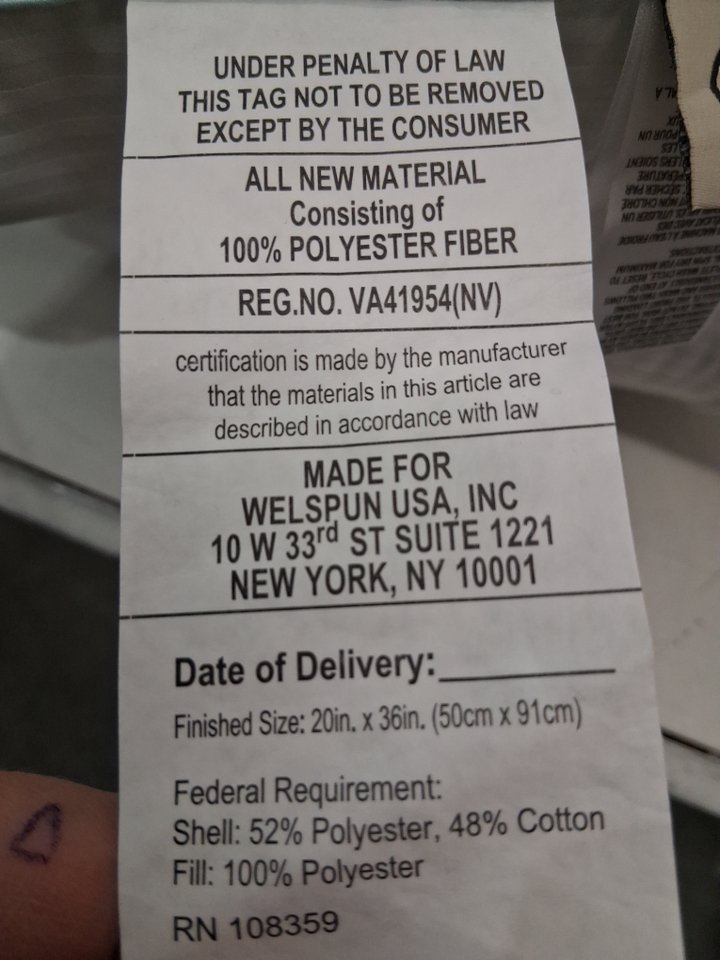 UNDER PENALTY OF LAW
THIS TAG NOT TO BE REMOVED
EXCEPT BY THE CONSUMER
ALL NEW MATERIAL
Consisting of
100% POLYESTER FIBER
REG.NO. VA41954(NV)
certification is made by the manufacturer
that the materials in this article are
described in accordance with law
MADE FOR
WELSPUN USA, INC
10 W 33rd ST SUITE 1221
NEW YORK, NY 10001
Date of Delivery:
Finished Size: 20in. x 36in. (50cm x 91cm)
Federal Requirement:
Shell: 52% Polyester, 48% Cotton
Fill: 100% Polyester
RN 108359